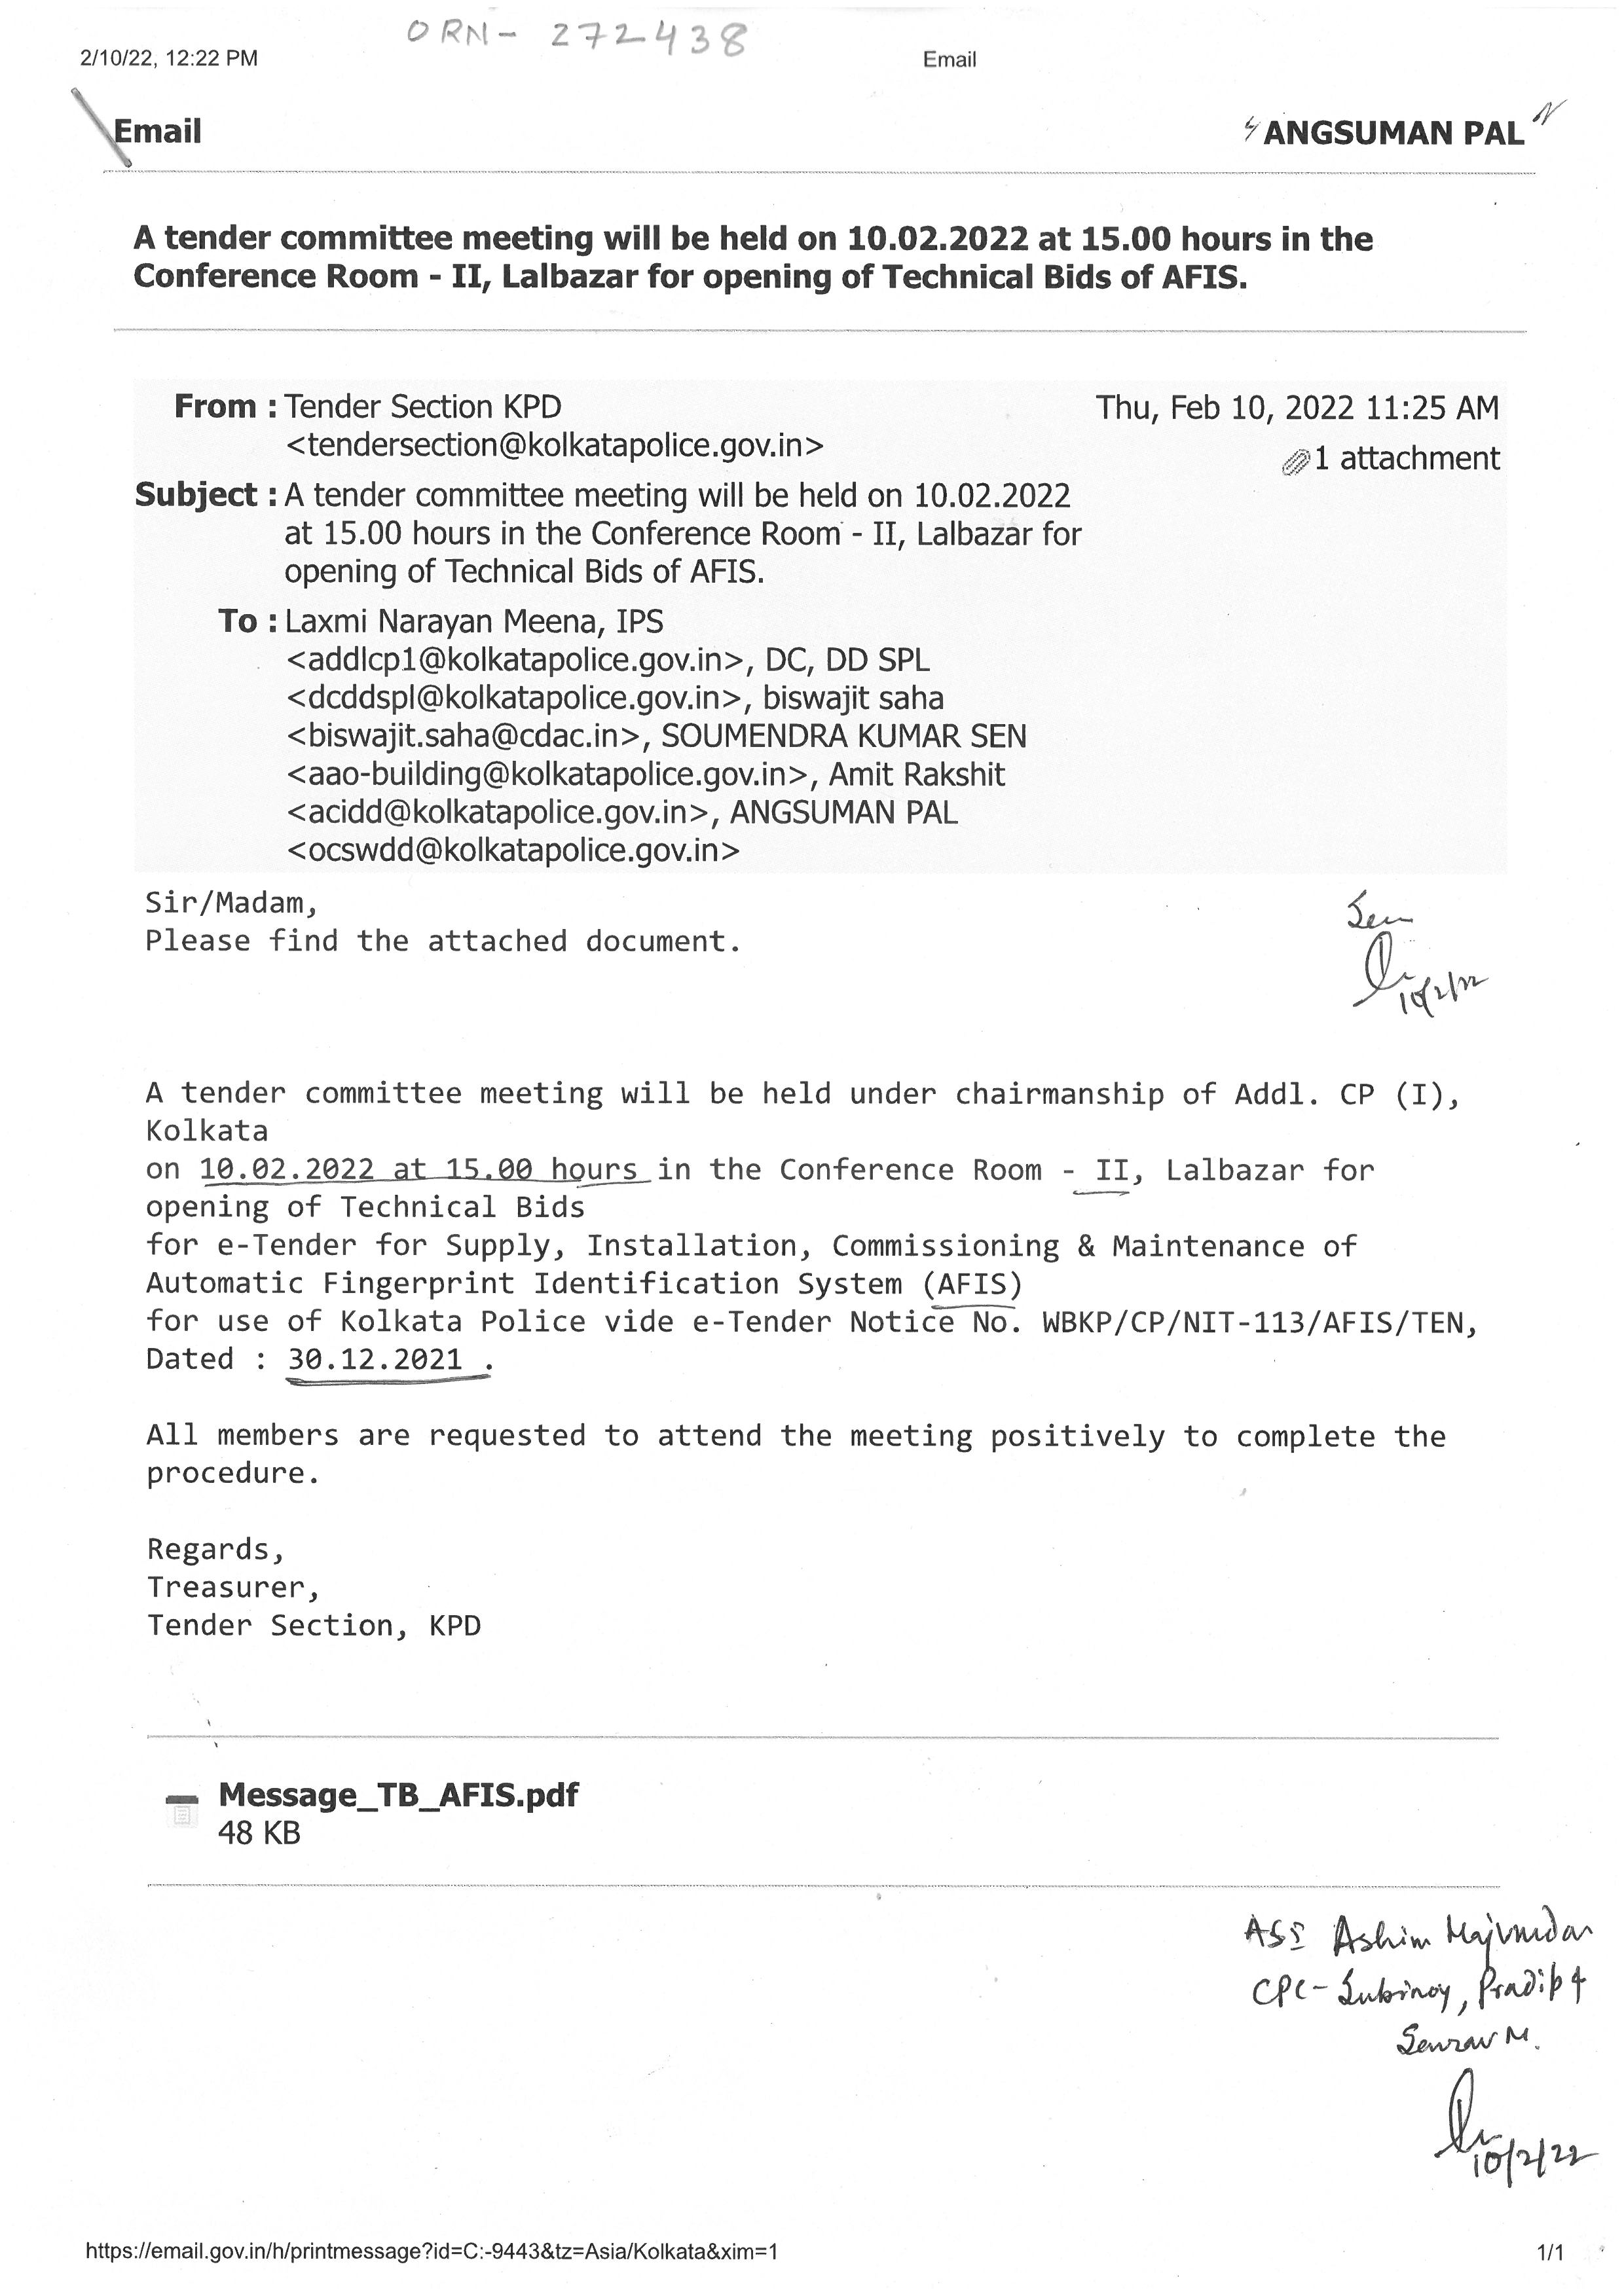 ORN- 272438
2/10/22, 12:22 PM
Email
Email
ANGSUMAN PAL
A tender committee meeting will be held on 10.02.2022 at 15.00 hours in the
Conference Room - II, Lalbazar for opening of Technical Bids of AFIS.
From : Tender Section KPD
<tendersection@kolkatapolice.gov.in>
Thu, Feb 10, 2022 11:25 AM
1 attachment
Subject : A tender committee meeting will be held on 10.02.2022
at 15.00 hours in the Conference Room - II, Lalbazar for
opening of Technical Bids of AFIS.
To : Laxmi Narayan Meena, IPS
<addlcp1@kolkatapolice.gov.in>, DC, DD SPL
<dcddspl@kolkatapolice.gov.in>, biswajit saha
<biswajit.saha@cdac.in>, SOUMENDRA KUMAR SEN
<aao-building@kolkatapolice.gov.in>, Amit Rakshit
<acidd@kolkatapolice.gov.in>, ANGSUMAN PAL
<ocswdd@kolkatapolice.gov.in>
Sir/Madam,
Please find the attached document.
Seen
10/2/22
A tender committee meeting will be held under chairmanship of Addl. CP (I),
Kolkata
on 10.02.2022 at 15.00 hours in the Conference Room - II, Lalbazar for
opening of Technical Bids
for e-Tender for Supply, Installation, Commissioning & Maintenance of
Automatic Fingerprint Identification System (AFIS)
for use of Kolkata Police vide e-Tender Notice No. WBKP/CP/NIT-113/AFIS/TEN,
Dated : 30.12.2021 .
All members are requested to attend the meeting positively to complete the
procedure.
Regards,
Treasurer,
Tender Section, KPD
Message_TB_AFIS.pdf
48 KB
ASI Ashim Majumdar
CPC- Subinoy, Pradip &
Sourav M.
10/2/22
https://email.gov.in/h/printmessage?id=C:-9443&tz=Asia/Kolkata&xim=1
1/1